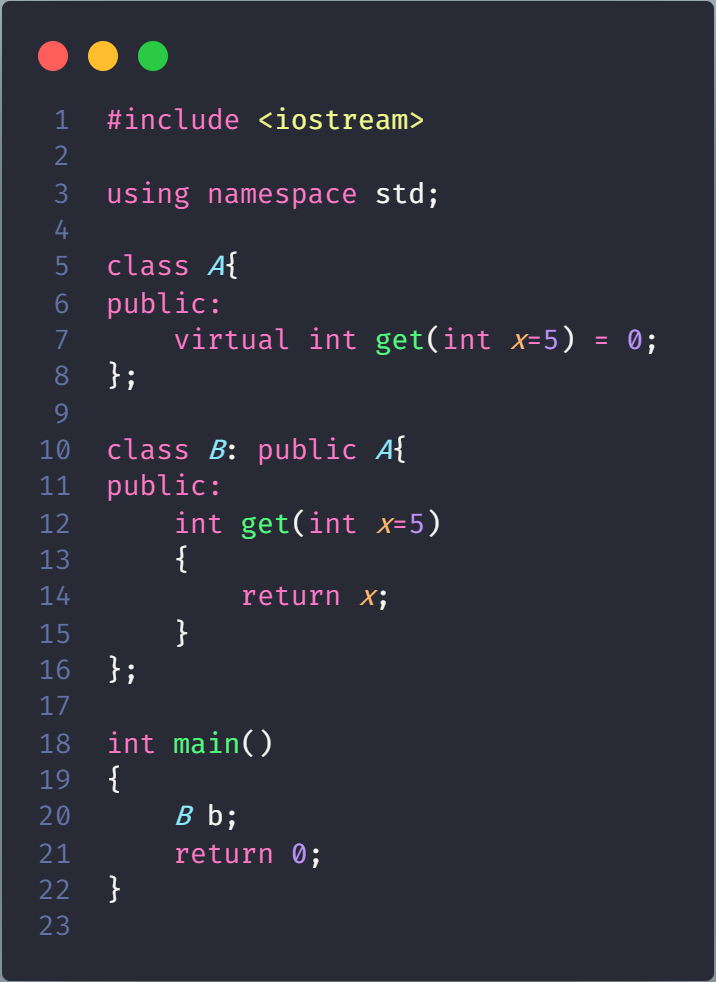 1 #include <iostream>
2
3 using namespace std;
4
5 class A{
6 public:
7     virtual int get(int x=5) = 0;
8 };
9
10 class B: public A{
11 public:
12     int get(int x=5)
13     {
14         return x;
15     }
16 };
17
18 int main()
19 {
20     B b;
21     return 0;
22 }
23